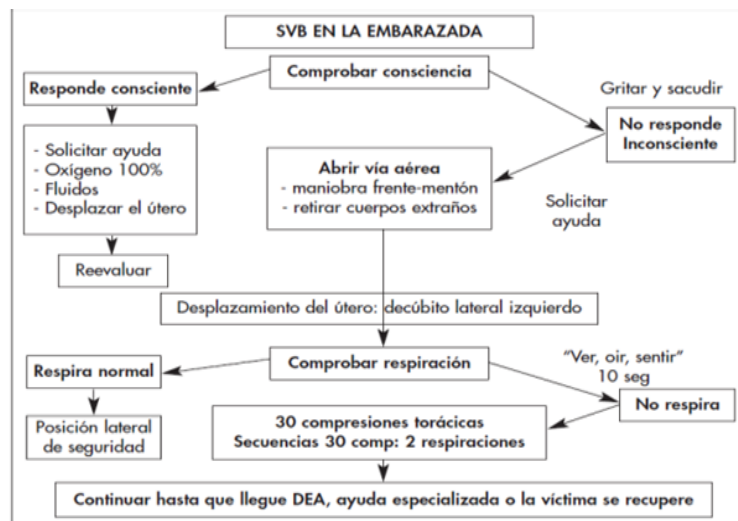 SVB EN LA EMBARAZADA
Comprobar consciencia
Responde consciente
Gritar y sacudir
No responde
Inconsciente
- Solicitar ayuda
- Oxígeno 100%
- Fluidos
- Desplazar el útero
Abrir vía aérea
- maniobra frente-mentón
- retirar cuerpos extraños
Solicitar
ayuda
Reevaluar
Desplazamiento del útero: decúbito lateral izquierdo
Comprobar respiración
Respira normal
“Ver, oir, sentir”
10 seg
No respira
Posición lateral
de seguridad
30 compresiones torácicas
Secuencias 30 comp: 2 respiraciones
Continuar hasta que llegue DEA, ayuda especializada o la víctima se recupere